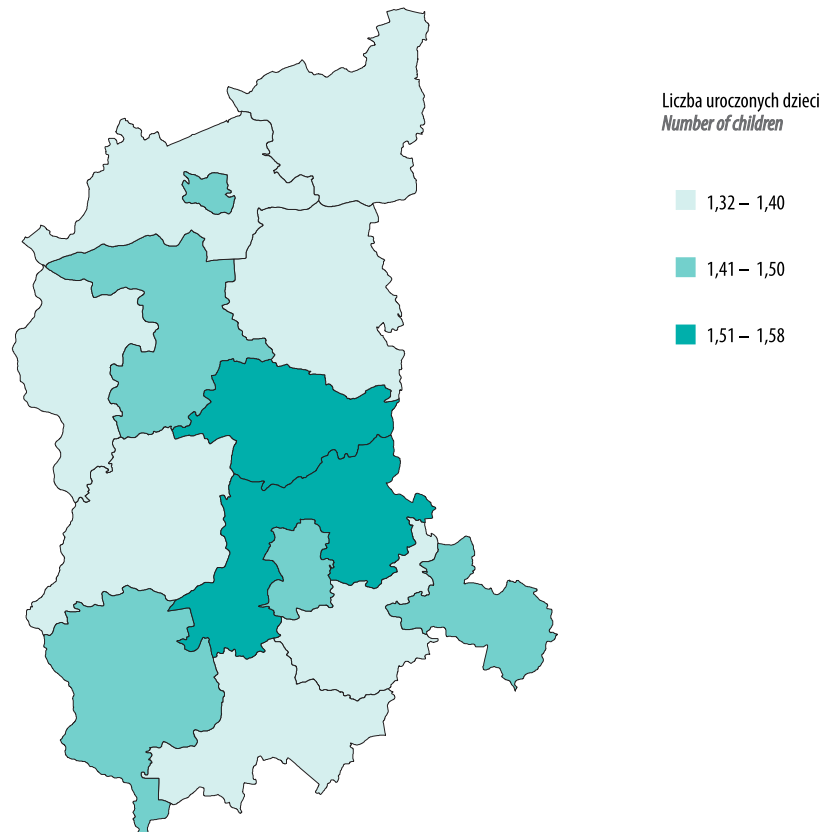 Liczba uroczonych dzieci
Number of children
1,32 – 1,40
1,41 – 1,50
1,51 – 1,58